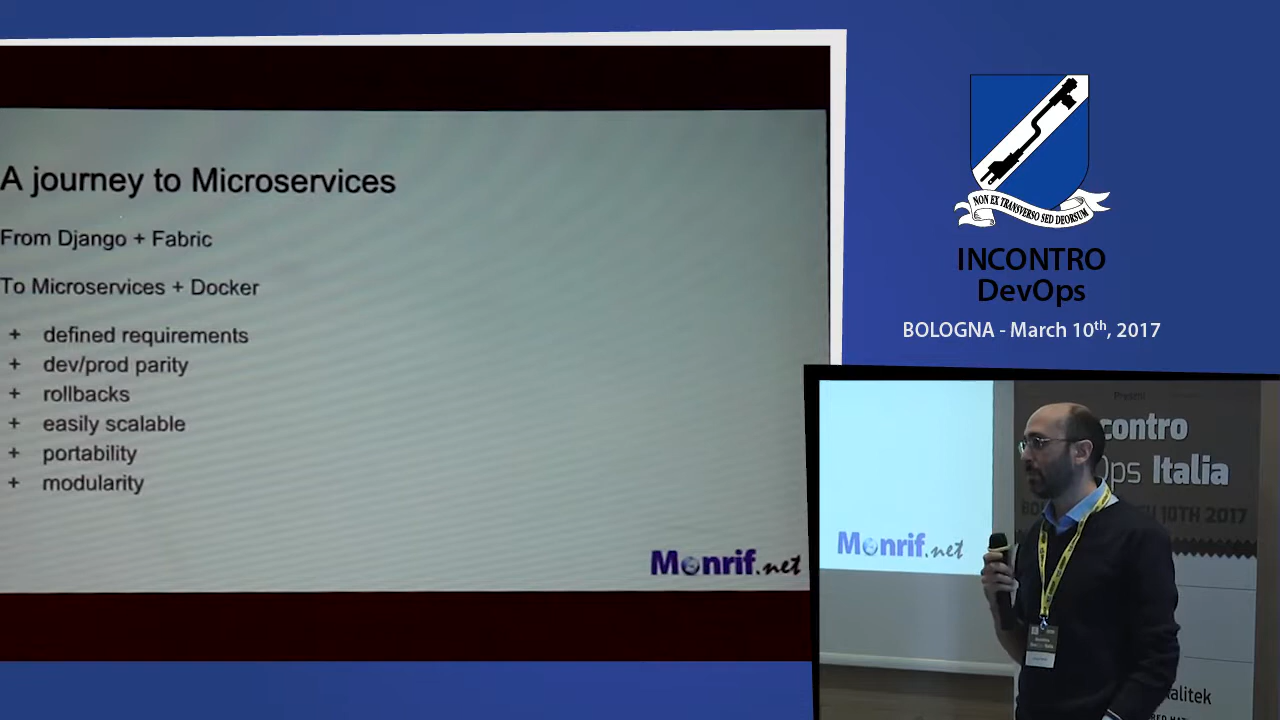 A journey to Microservices
From Django + Fabric
To Microservices + Docker
+ defined requirements
+ dev/prod parity
+ rollbacks
+ easily scalable
+ portability
+ modularity
Monrif.net
NON EX TRANSVERSO SED DEORSUM
INCONTRO
DevOps
BOLOGNA - March 10th, 2017
Present
contro
Ops Italia
10TH 2017
Monrif.net
alitek